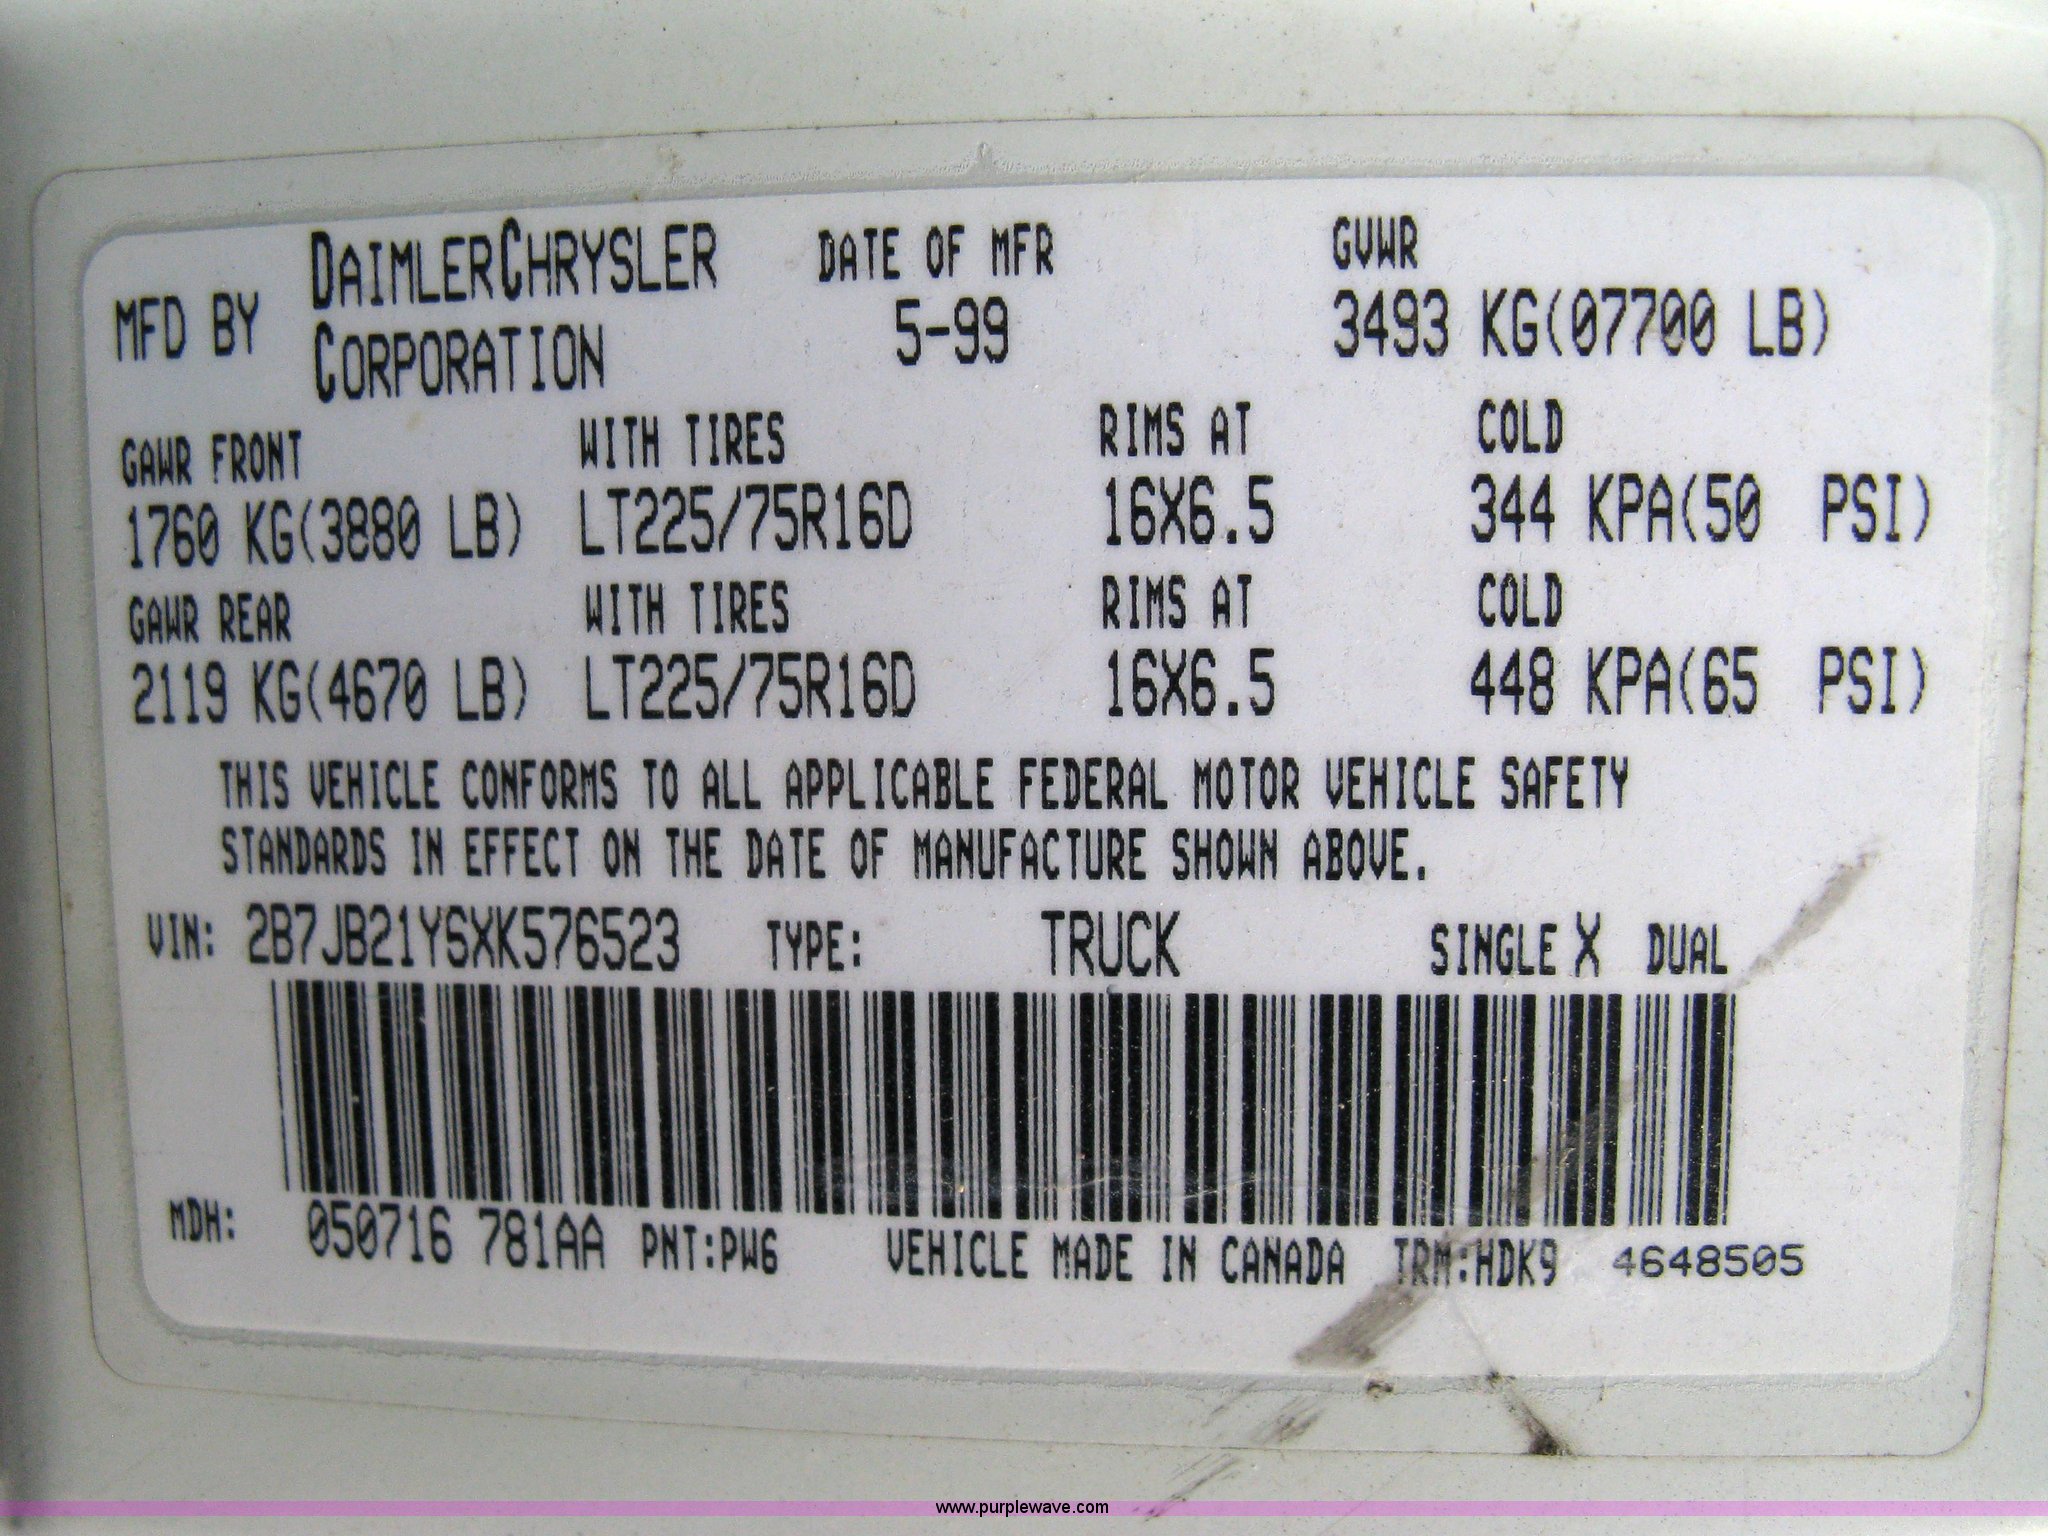 MFD BY DAIMLERCHRYSLER CORPORATION DATE OF MFR 5-99 GVWR 3493 KG(07700 LB)
GAWR FRONT WITH TIRES RIMS AT COLD
1760 KG(3880 LB) LT225/75R16D 16X6.5 344 KPA(50 PSI)
GAWR REAR WITH TIRES RIMS AT COLD
2119 KG(4670 LB) LT225/75R16D 16X6.5 448 KPA(65 PSI)
THIS VEHICLE CONFORMS TO ALL APPLICABLE FEDERAL MOTOR VEHICLE SAFETY
STANDARDS IN EFFECT ON THE DATE OF MANUFACTURE SHOWN ABOVE.
VIN: 2B7JB21Y6XK576523 TYPE: TRUCK SINGLE X DUAL
MDH: 050716 781AA PNT:PW6 VEHICLE MADE IN CANADA TRM:HDK9 4648505
www.purplewave.com